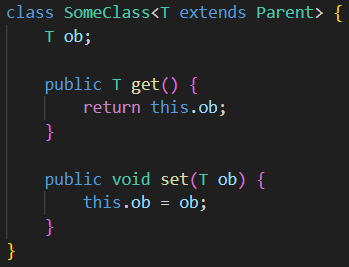 class SomeClass<T extends Parent> {
    T ob;

    public T get() {
        return this.ob;
    }

    public void set(T ob) {
        this.ob = ob;
    }
}